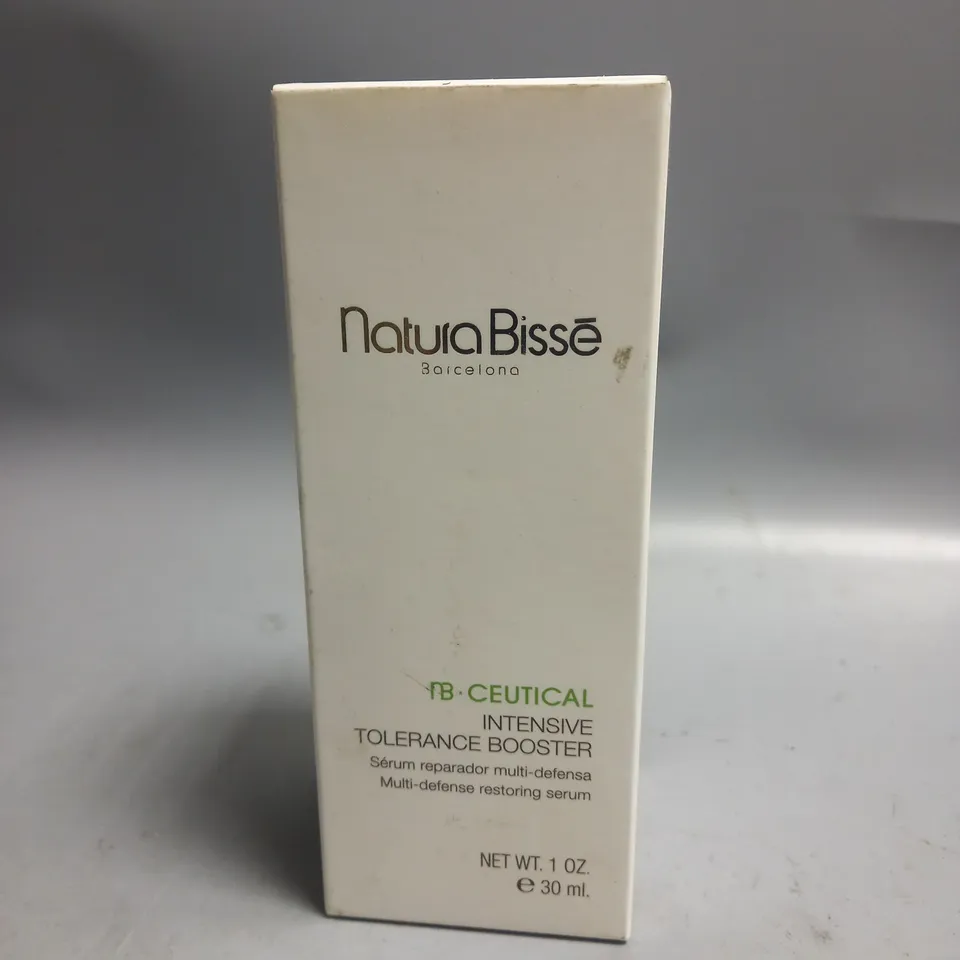 Natura Bissē
Barcelona
NB·CEUTICAL
INTENSIVE
TOLERANCE BOOSTER
Sérum reparador multi-defensa
Multi-defense restoring serum
NET WT. 1 OZ.
℮ 30 ml.